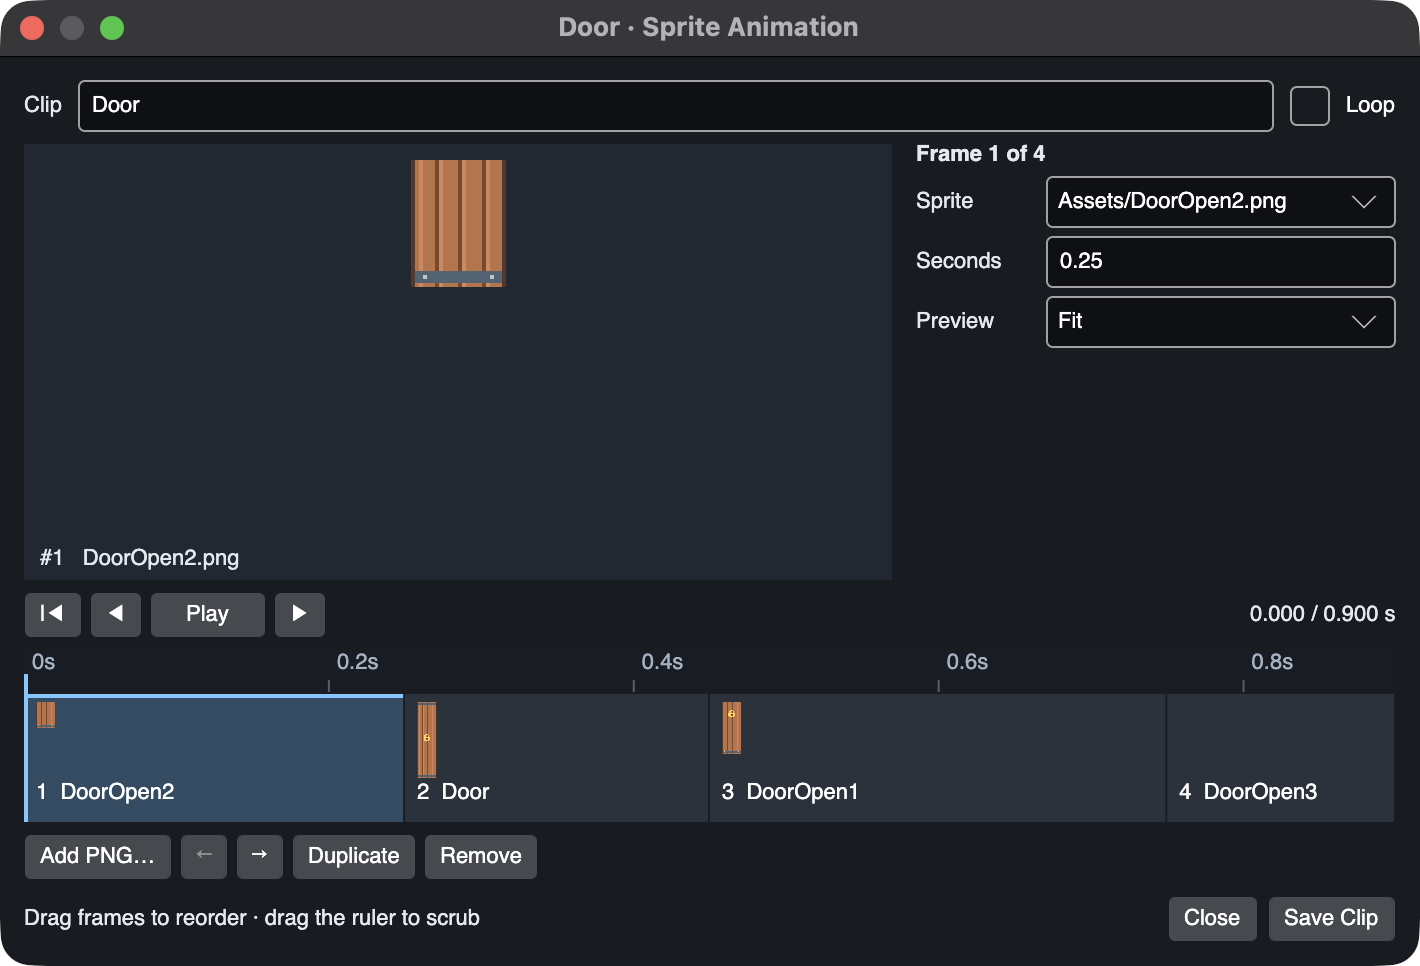 Door · Sprite Animation
Clip Door Loop
Frame 1 of 4
Sprite Assets/DoorOpen2.png
Seconds 0.25
Preview Fit
#1 DoorOpen2.png
Play 0.000 / 0.900 s
0s 0.2s 0.4s 0.6s 0.8s
1 DoorOpen2 2 Door 3 DoorOpen1 4 DoorOpen3
Add PNG... ← → Duplicate Remove
Drag frames to reorder · drag the ruler to scrub Close Save Clip